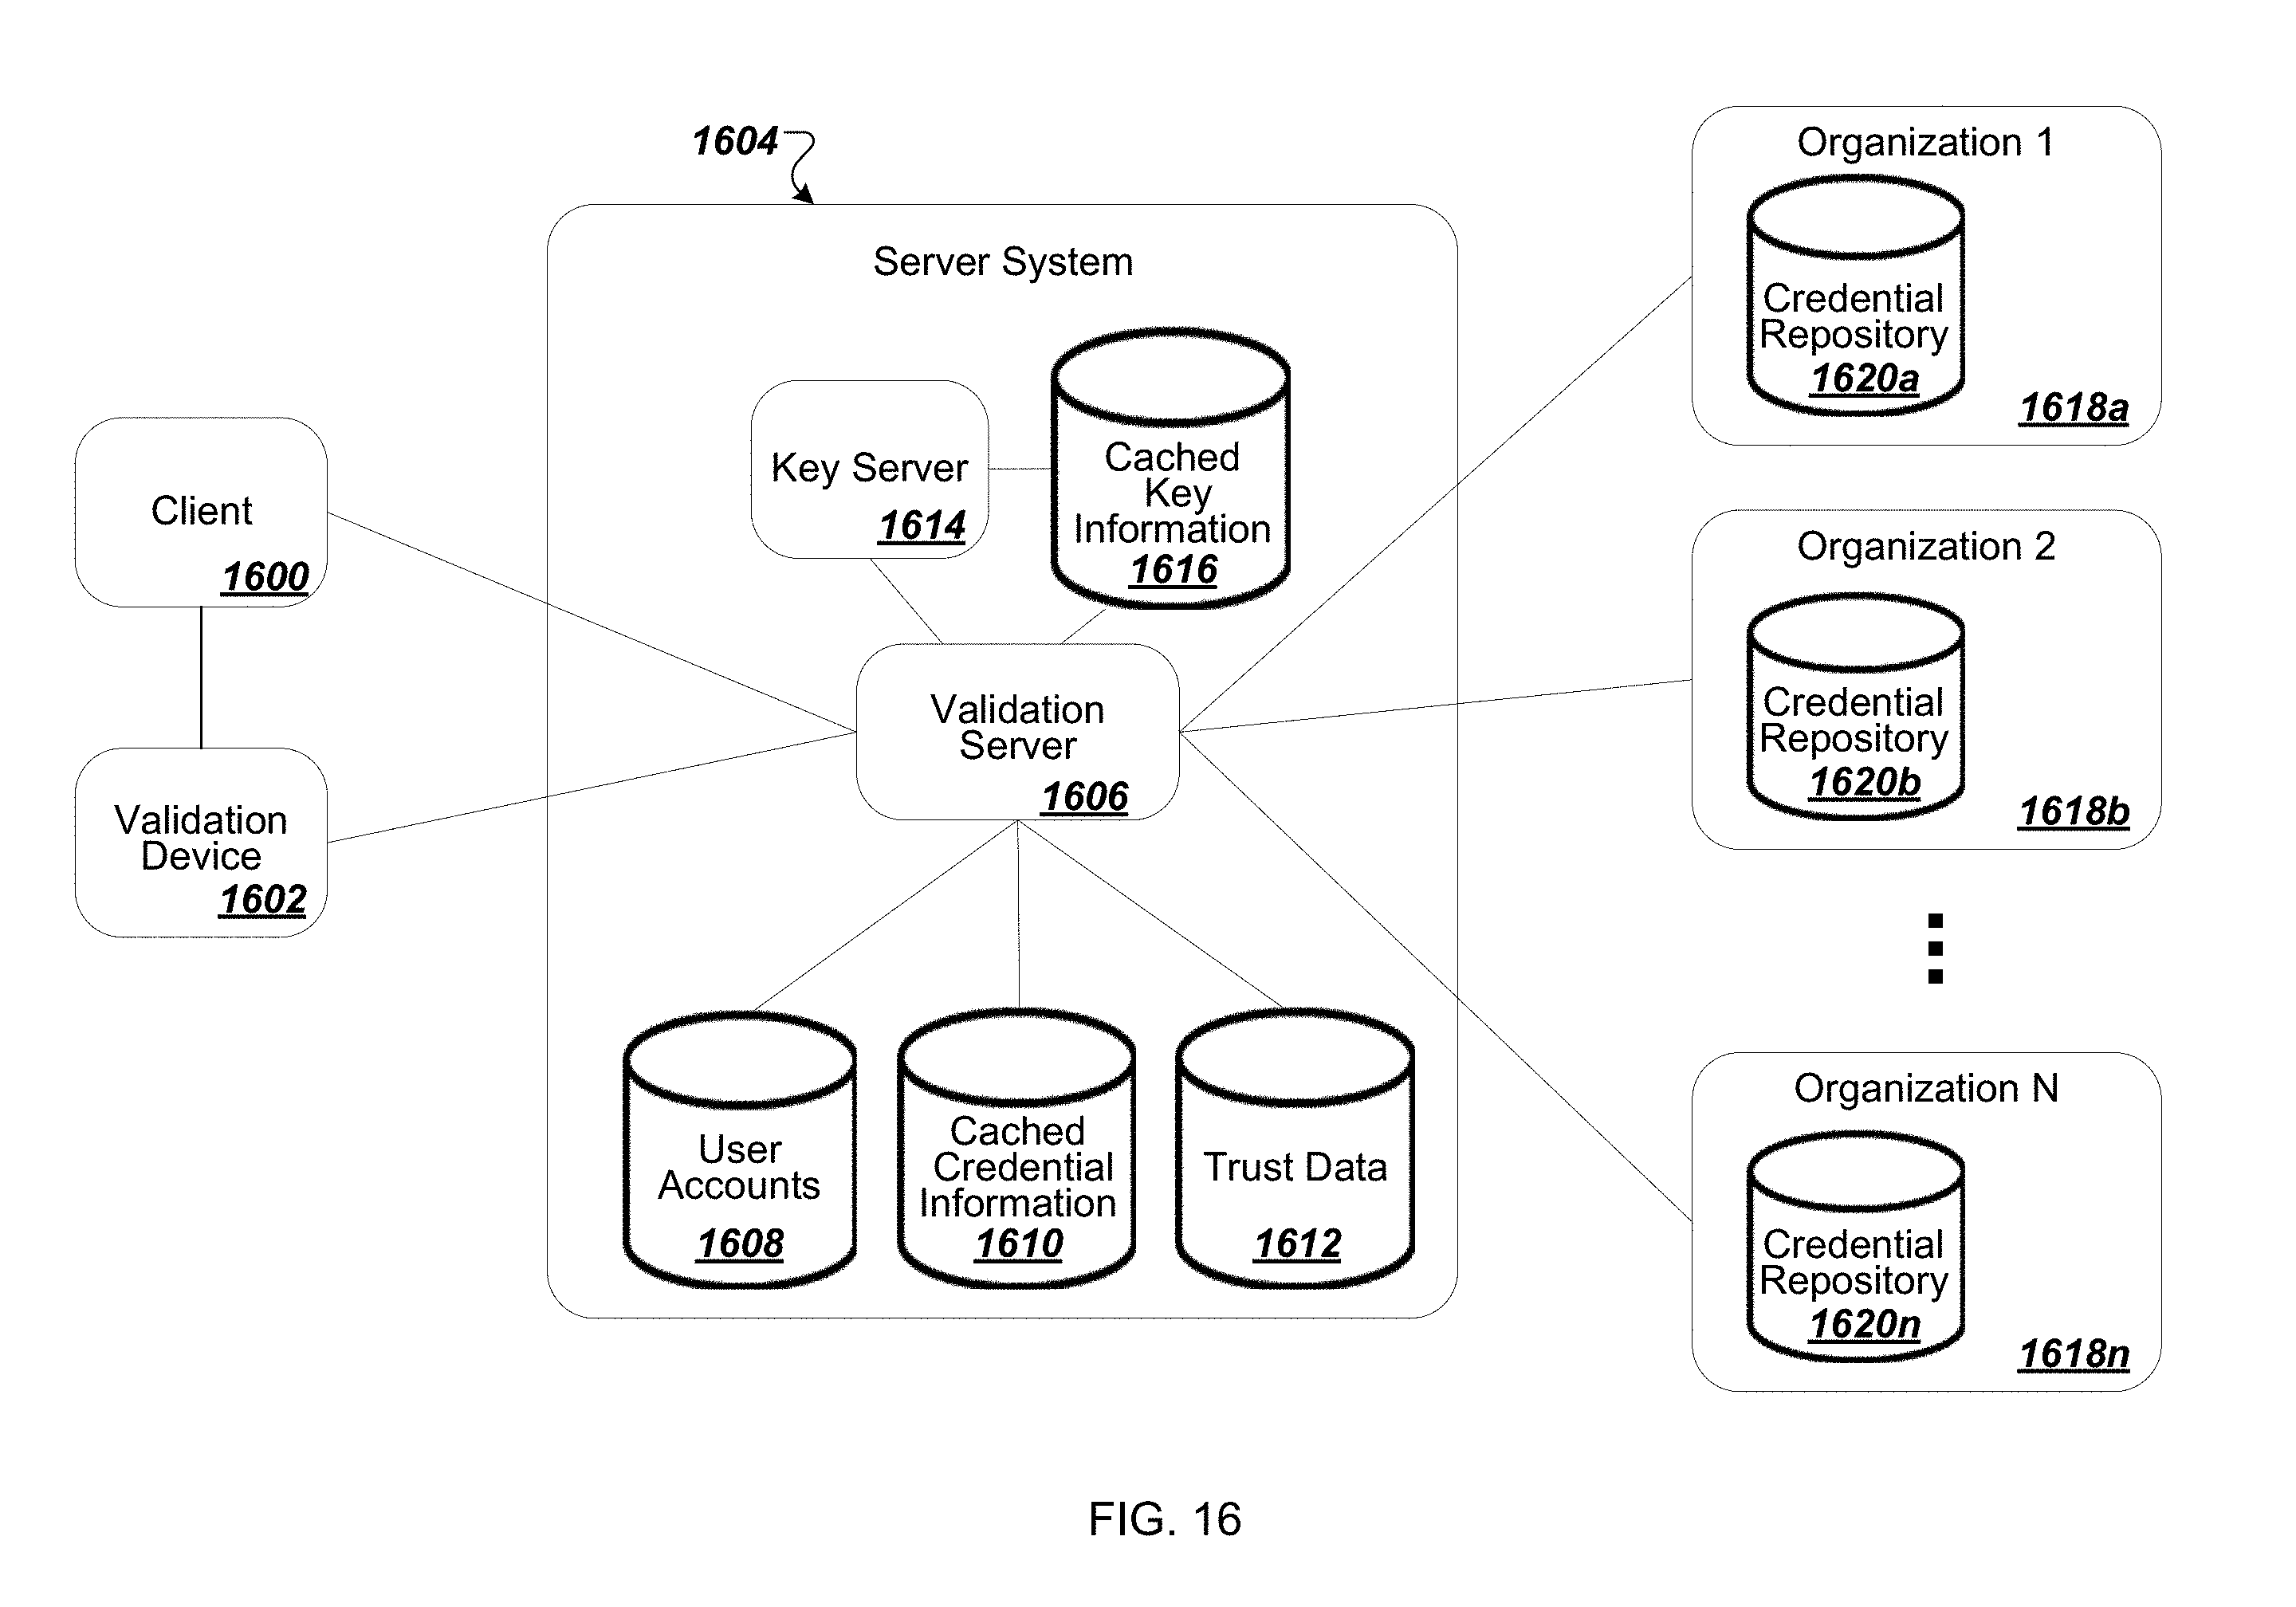 1604
Server System
Client
1600
Validation
Device
1602
Key Server
1614
Cached
Key
Information
1616
Validation
Server
1606
User
Accounts
1608
Cached
Credential
Information
1610
Trust Data
1612
Organization 1
Credential
Repository
1620a
1618a
Organization 2
Credential
Repository
1620b
1618b
Organization N
Credential
Repository
1620n
1618n
FIG. 16